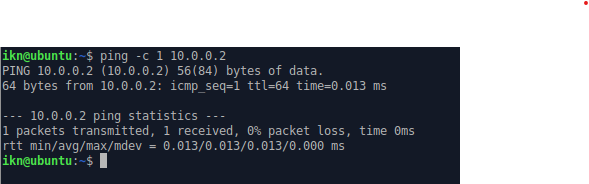 ikn@ubuntu:~$ ping -c 1 10.0.0.2
PING 10.0.0.2 (10.0.0.2) 56(84) bytes of data.
64 bytes from 10.0.0.2: icmp_seq=1 ttl=64 time=0.013 ms

--- 10.0.0.2 ping statistics ---
1 packets transmitted, 1 received, 0% packet loss, time 0ms
rtt min/avg/max/mdev = 0.013/0.013/0.013/0.000 ms
ikn@ubuntu:~$